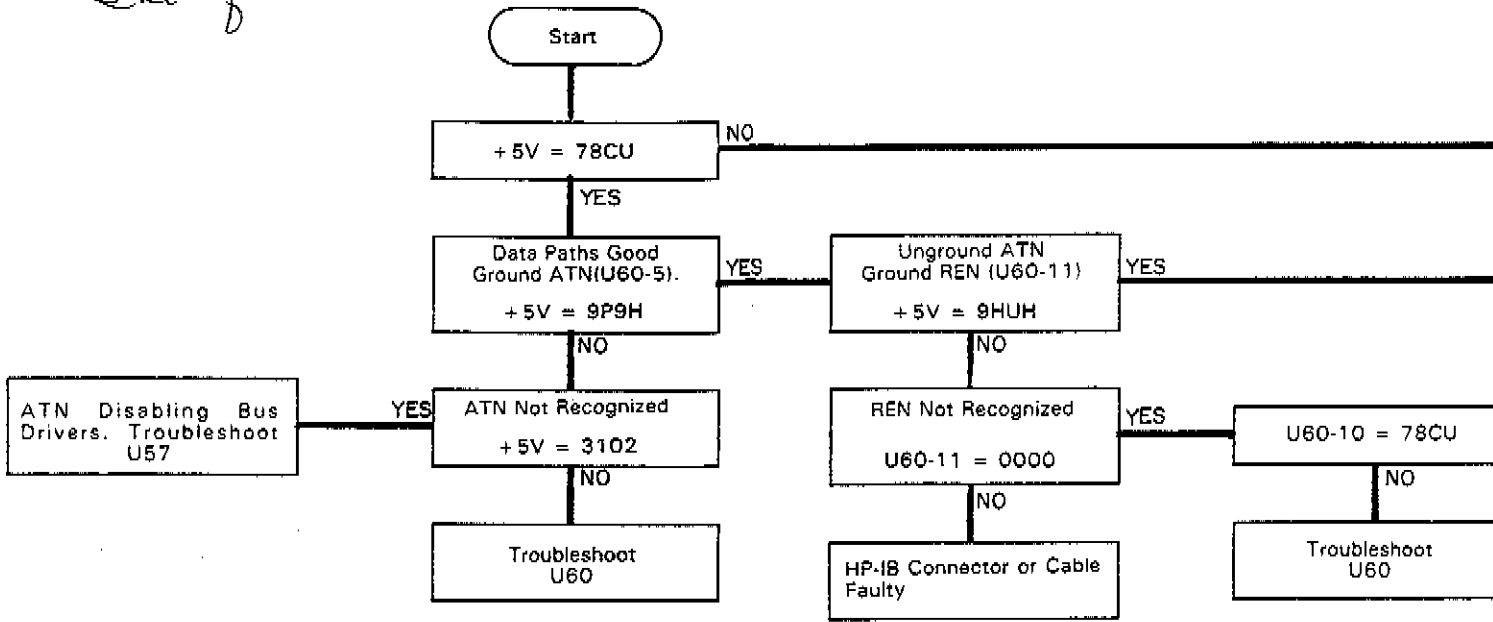 Start
+5V = 78CU
NO
YES
Data Paths Good
Ground ATN(U60-5).
+5V = 9P9H
YES
Unground ATN
Ground REN (U60-11)
+5V = 9HUH
YES
NO
NO
ATN Disabling Bus
Drivers. Troubleshoot
U57
YES
ATN Not Recognized
+5V = 3102
REN Not Recognized
U60-11 = 0000
YES
U60-10 = 78CU
NO
NO
NO
Troubleshoot
U60
HP-IB Connector or Cable
Faulty
Troubleshoot
U60